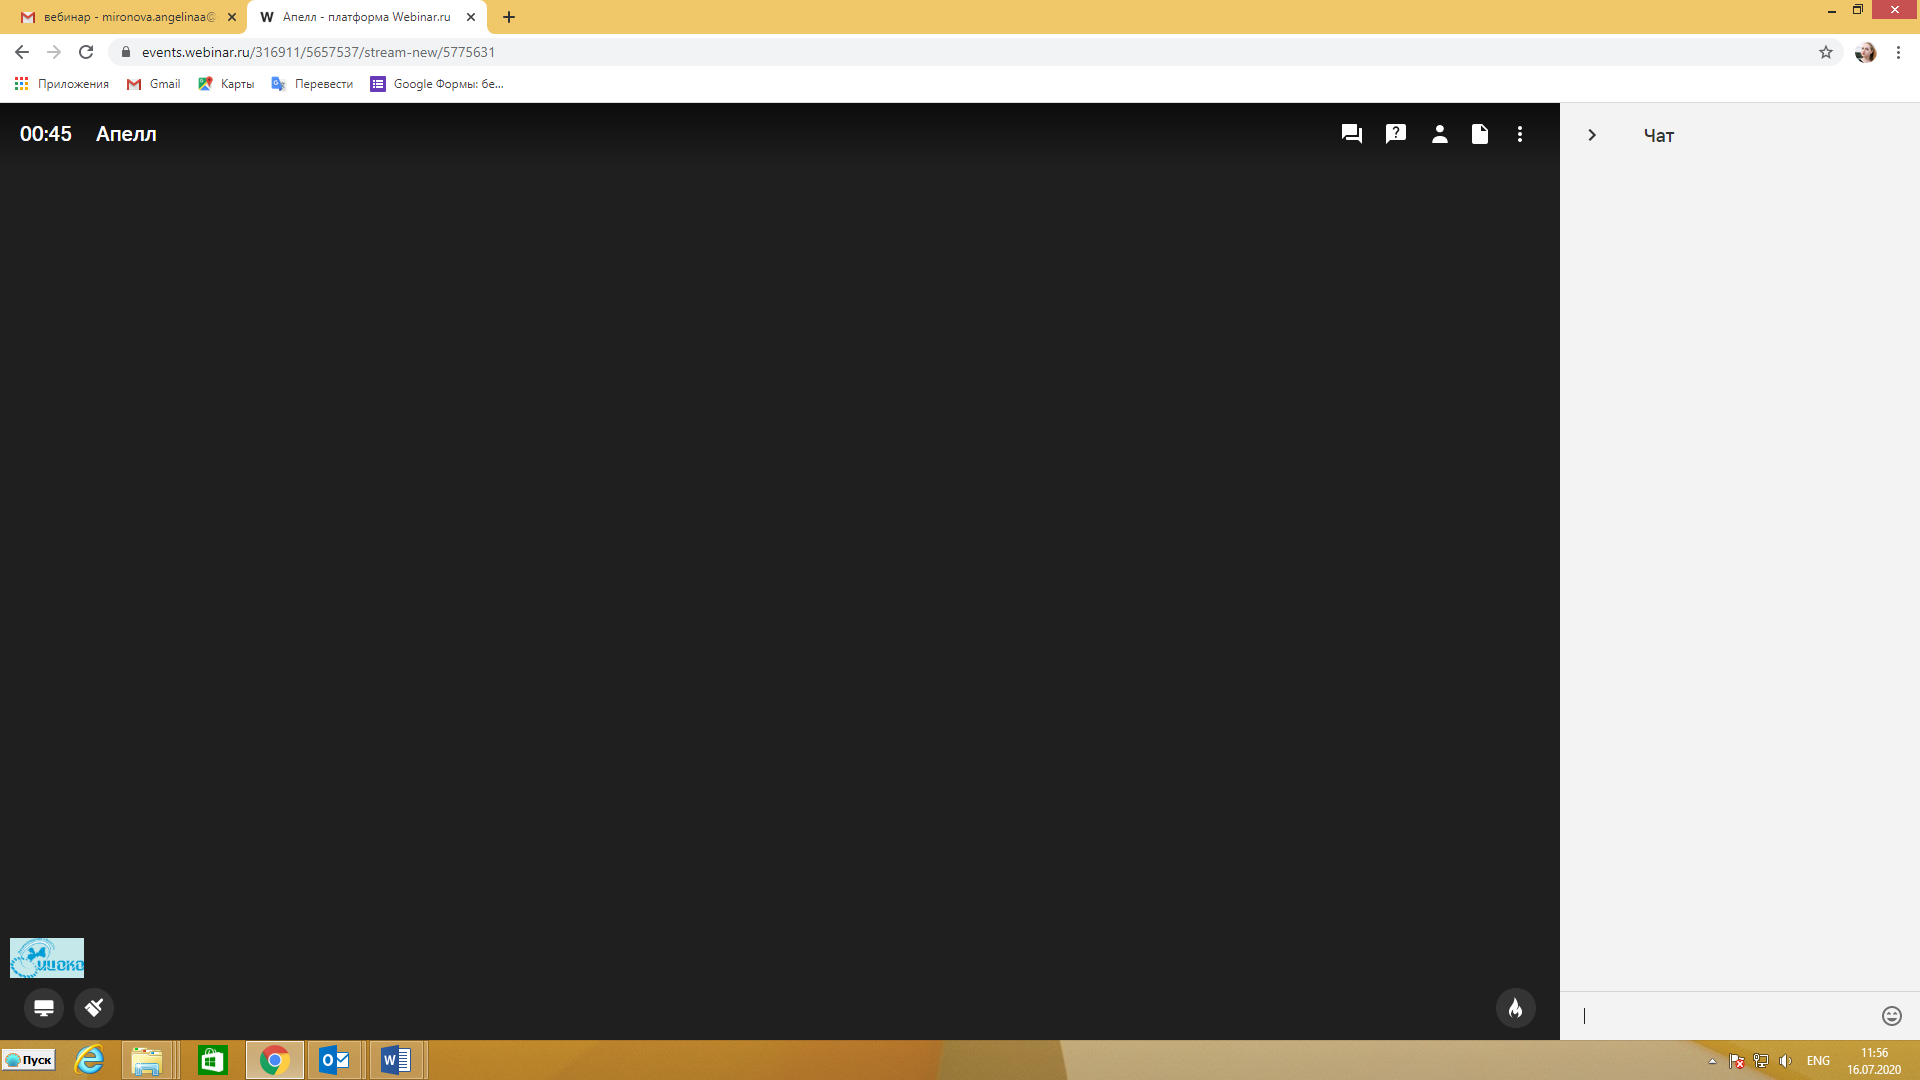 вебинар - mironova.angelinaa@
W Апелл - платформа Webinar.ru
events.webinar.ru/316911/5657537/stream-new/5775631
Приложения Gmail Карты Перевести Google Формы: бе...
00:45 Апелл
? Чат
Пуск
ENG
11:56
16.07.2020